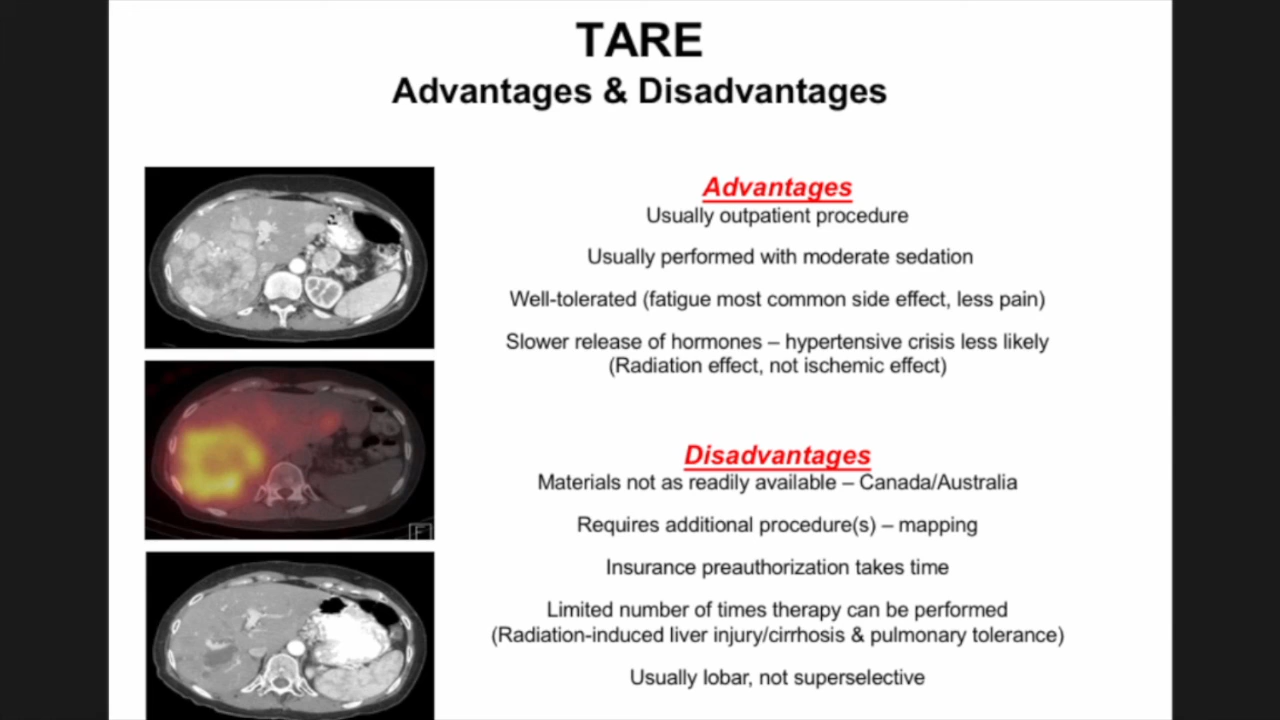 TARE
Advantages & Disadvantages
Advantages
Usually outpatient procedure
Usually performed with moderate sedation
Well-tolerated (fatigue most common side effect, less pain)
Slower release of hormones – hypertensive crisis less likely
(Radiation effect, not ischemic effect)
Disadvantages
Materials not as readily available – Canada/Australia
Requires additional procedure(s) – mapping
Insurance preauthorization takes time
Limited number of times therapy can be performed
(Radiation-induced liver injury/cirrhosis & pulmonary tolerance)
Usually lobar, not superselective